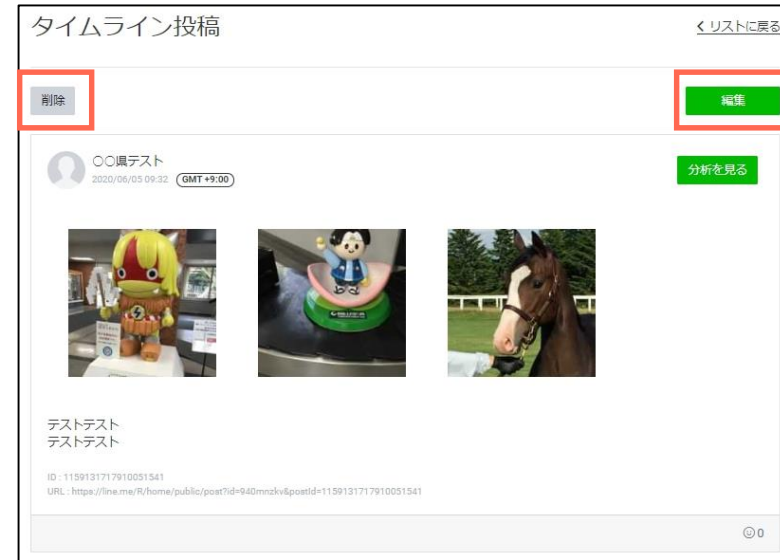 タイムライン投稿
く リストに戻る
削除
編集
〇〇県テスト
2020/06/05 09:32 GMT +9:00
分析を見る
テストテスト
テストテスト
ID : 1159131717910051541
URL : https://line.me/R/home/public/post?id=940mnzkv&postId=1159131717910051541
0